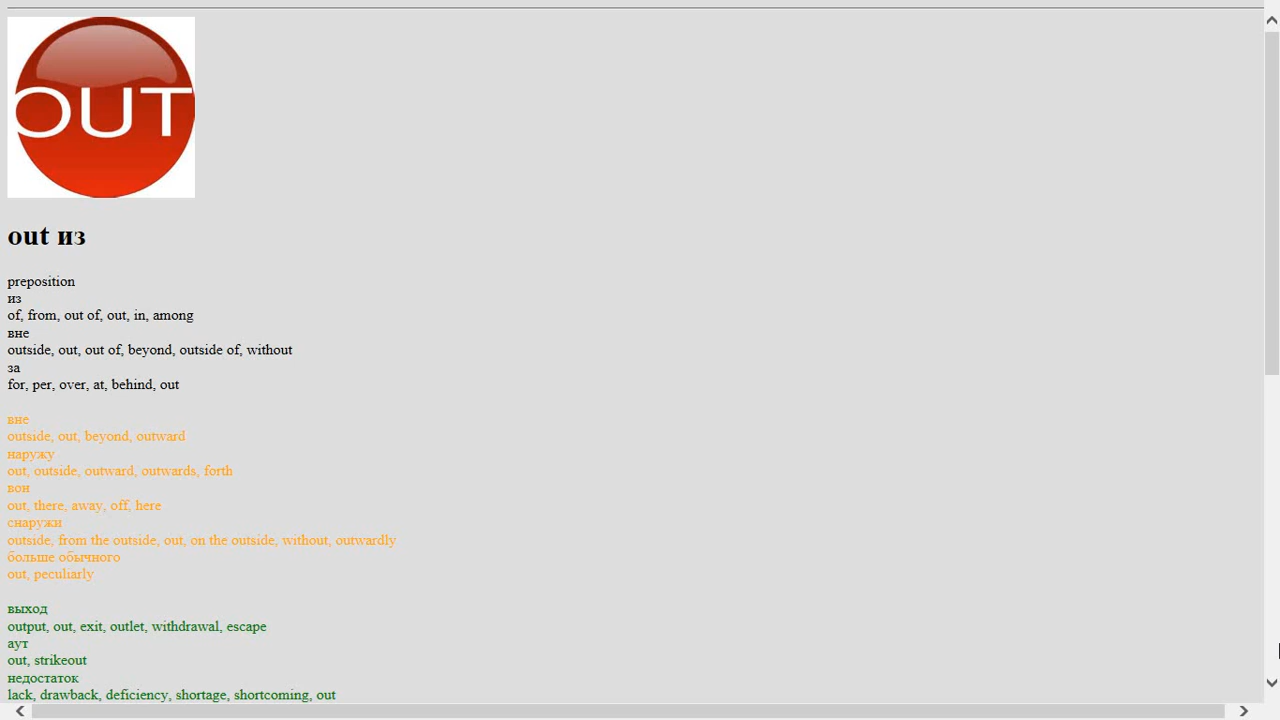 OUT
out из
preposition
из
of, from, out of, out, in, among
вне
outside, out, out of, beyond, outside of, without
за
for, per, over, at, behind, out
вне
outside, out, beyond, outward
наружу
out, outside, outward, outwards, forth
вон
out, there, away, off, here
снаружи
outside, from the outside, out, on the outside, without, outwardly
больше обычного
out, peculiarly
выход
output, out, exit, outlet, withdrawal, escape
аут
out, strikeout
недостаток
lack, drawback, deficiency, shortage, shortcoming, out